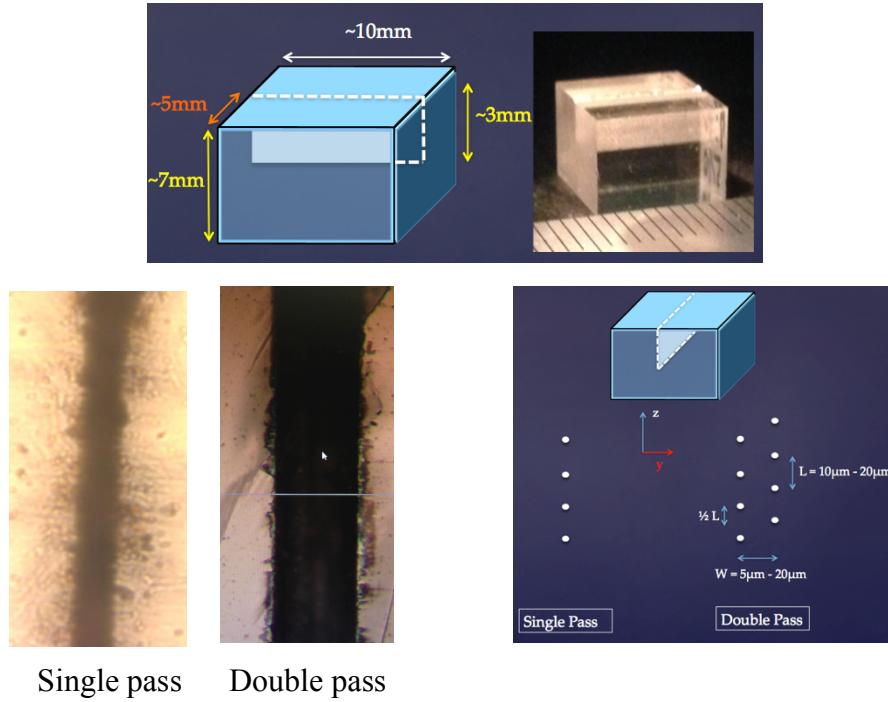 ~10mm
~5mm
~3mm
~7mm
z
y
L = 10µm - 20µm
½ L
W = 5µm - 20µm
Single Pass
Double Pass
Single pass
Double pass